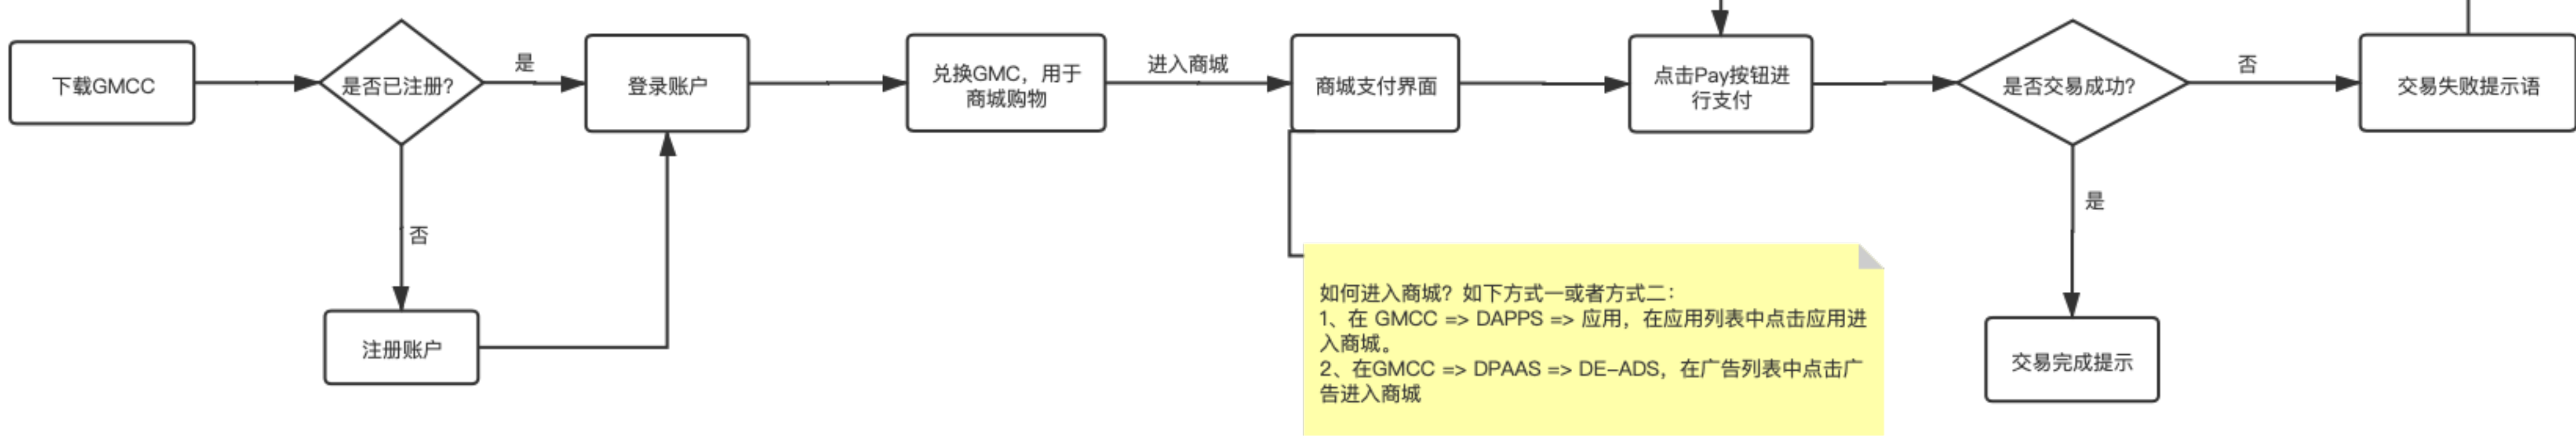 下载GMCC
是否已注册?
是
登录账户
兑换GMC，用于
商城购物
进入商城
商城支付界面
点击Pay按钮进
行支付
是否交易成功?
否
交易失败提示语
否
注册账户
是
交易完成提示
如何进入商城？如下方式一或者方式二：
1、在 GMCC => DAPPS => 应用，在应用列表中点击应用进
入商城。
2、在GMCC => DPAAS => DE-ADS，在广告列表中点击广
告进入商城